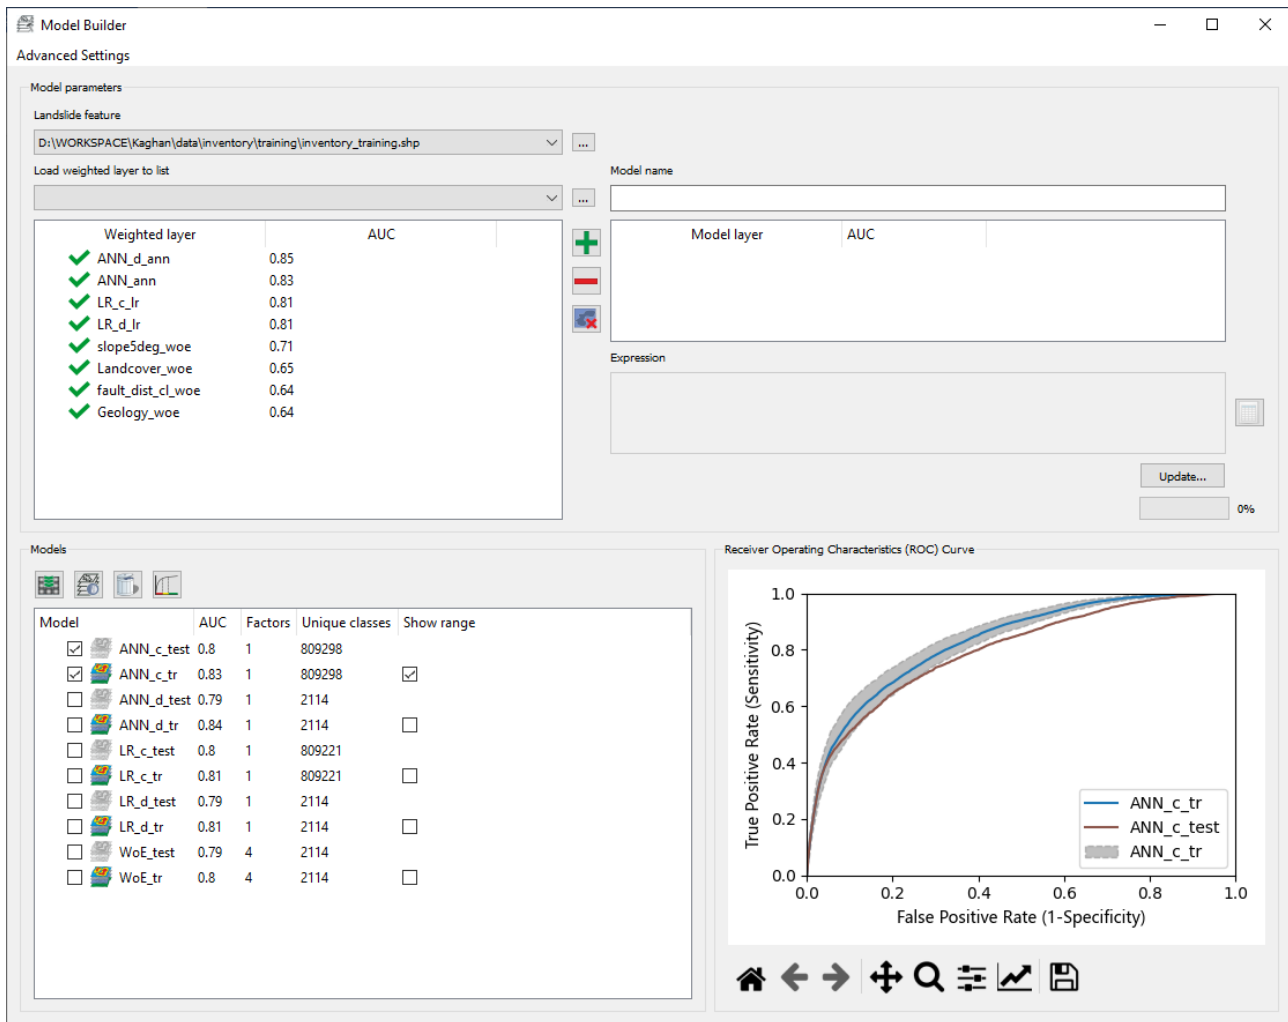 Model Builder
Advanced Settings
Model parameters
Landslide feature
D:\WORKSPACE\Kaghan\data\inventory\training\inventory_training.shp
...
Load weighted layer to list
Model name
...
Weighted layer AUC
ANN_d_ann 0.85
ANN_ann 0.83
LR_c_lr 0.81
LR_d_lr 0.81
slope5deg_woe 0.71
Landcover_woe 0.65
fault_dist_cl_woe 0.64
Geology_woe 0.64
Model layer AUC
Expression
Update...
0%
Models
Model AUC Factors Unique classes Show range
ANN_c_test 0.8 1 809298
ANN_c_tr 0.83 1 809298
ANN_d_test 0.79 1 2114
ANN_d_tr 0.84 1 2114
LR_c_test 0.8 1 809221
LR_c_tr 0.81 1 809221
LR_d_test 0.79 1 2114
LR_d_tr 0.81 1 2114
WoE_test 0.79 4 2114
WoE_tr 0.8 4 2114
Receiver Operating Characteristics (ROC) Curve
True Positive Rate (Sensitivity)
1.0
0.8
0.6
0.4
0.2
0.0
ANN_c_tr
ANN_c_test
ANN_c_tr
0.0 0.2 0.4 0.6 0.8 1.0
False Positive Rate (1-Specificity)